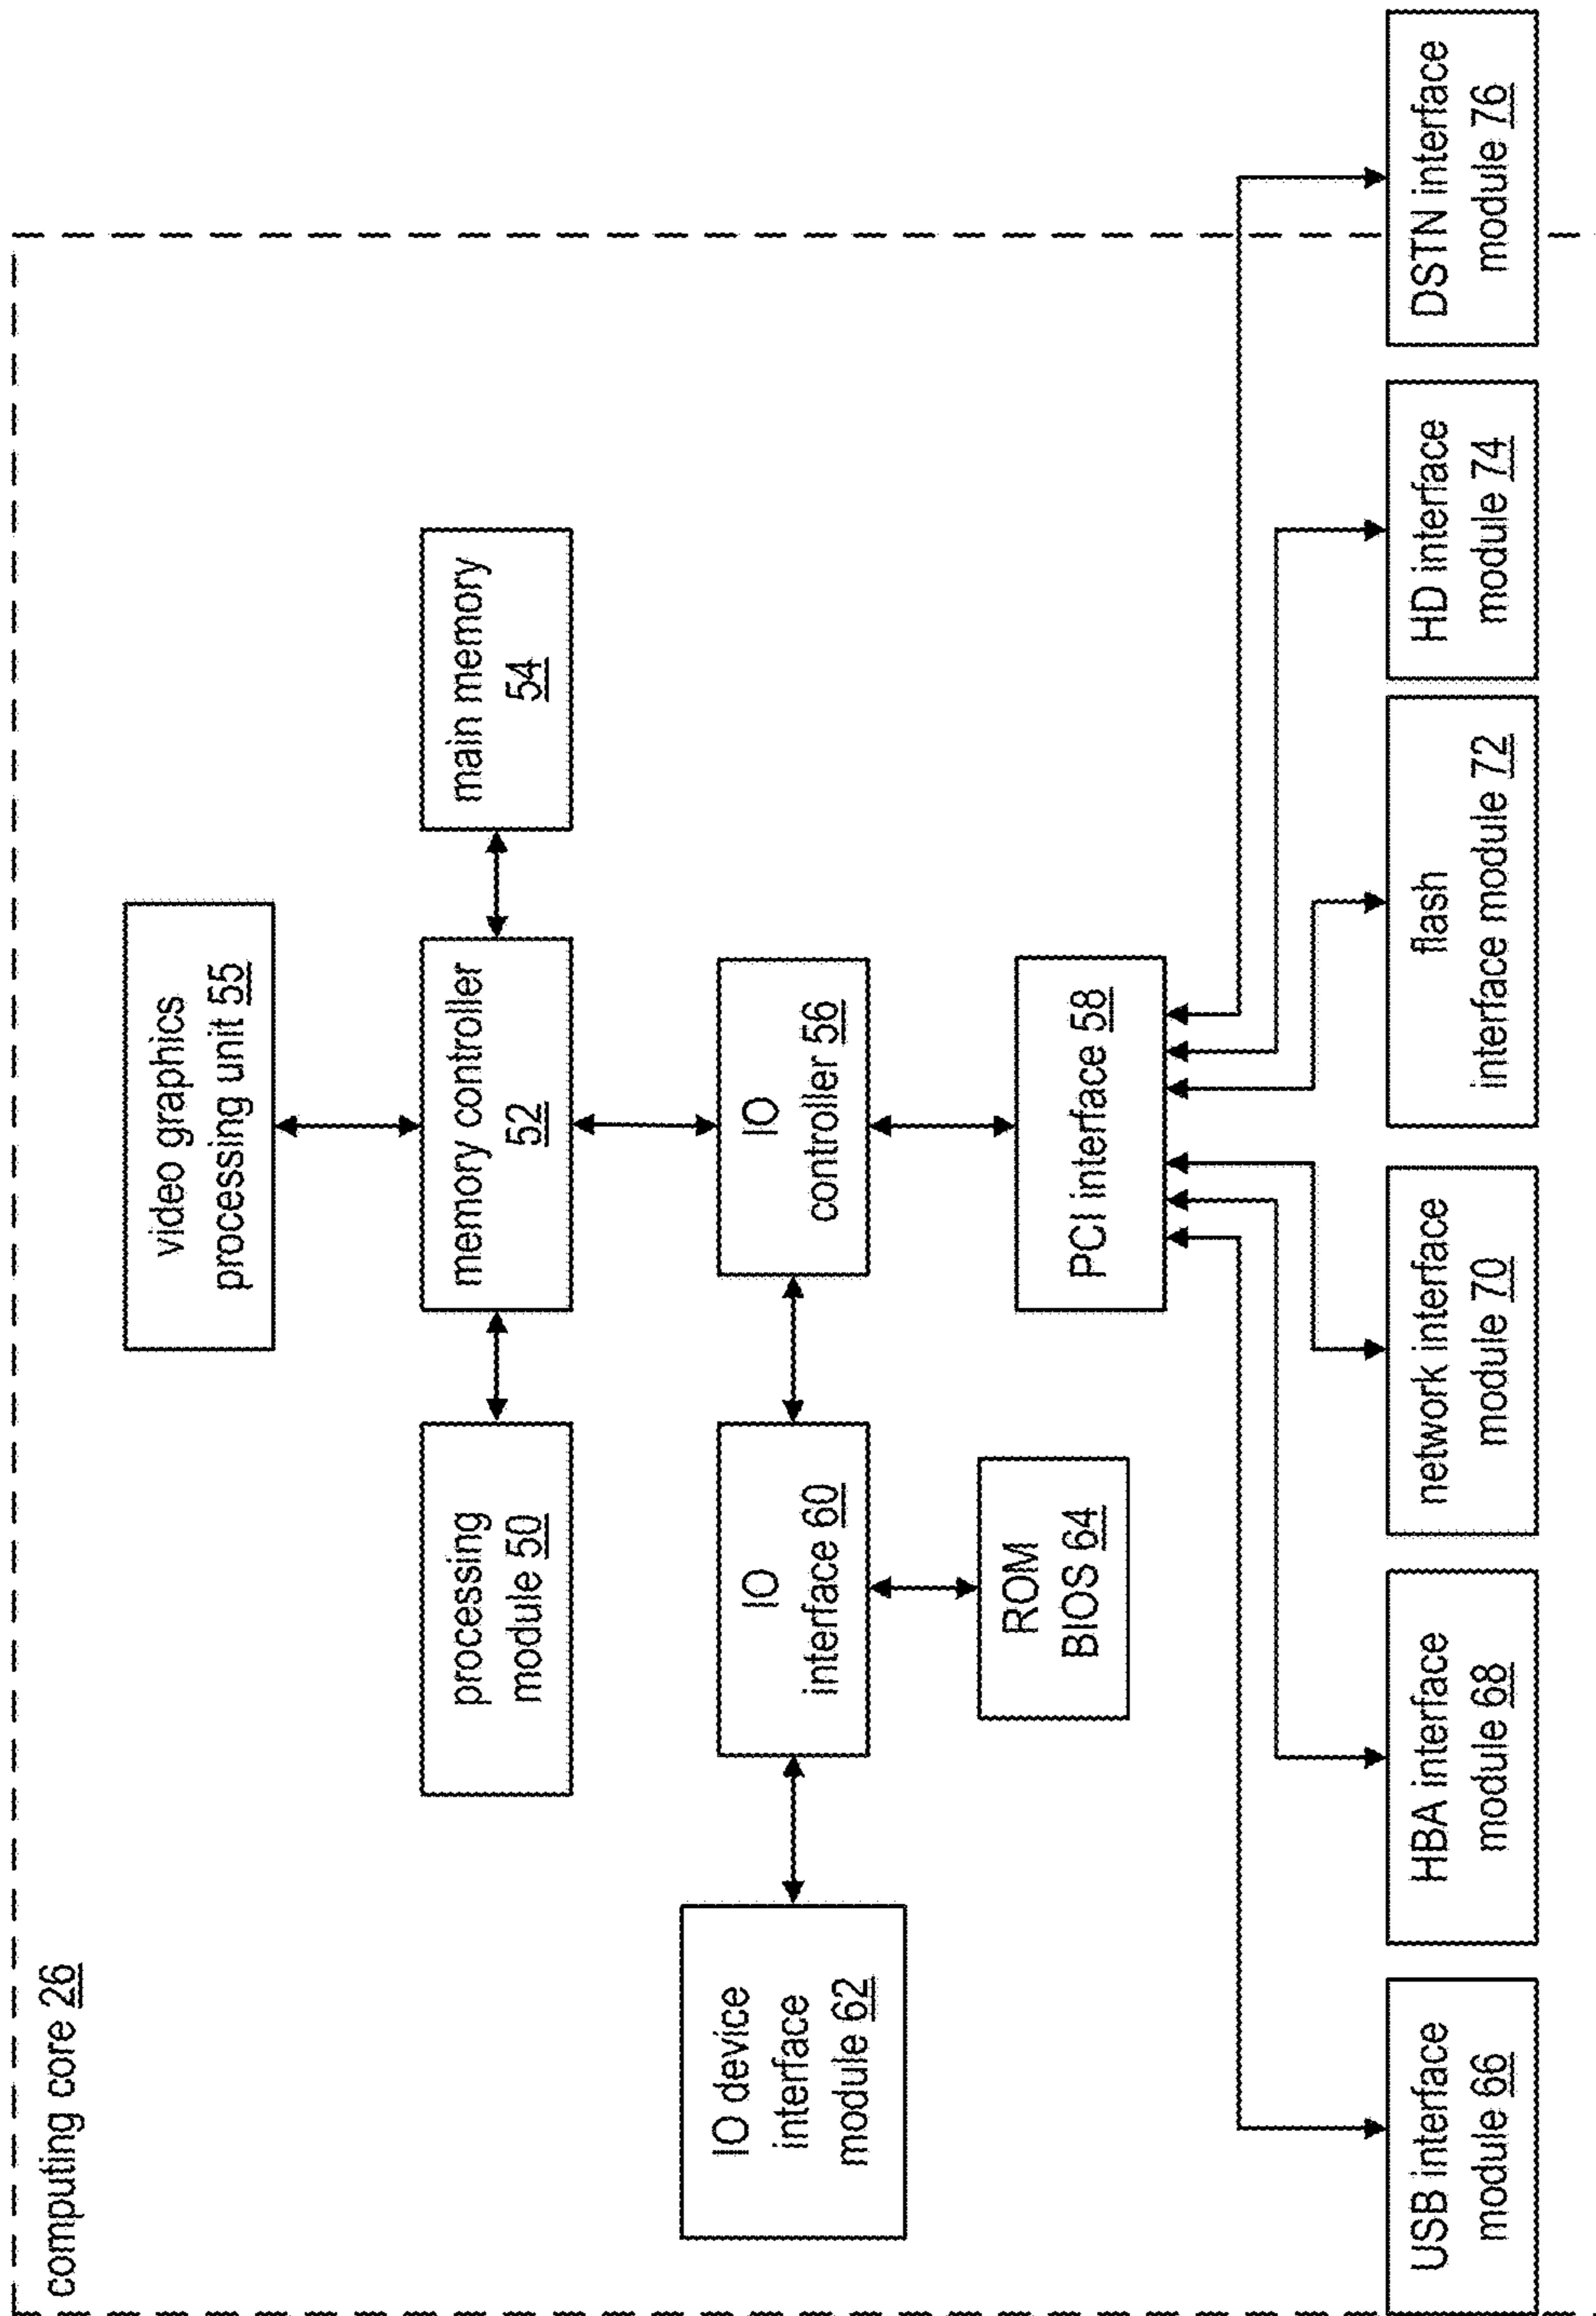 computing core 26
video graphics
processing unit 55
processing
module 50
memory controller
52
main memory
54
IO device
interface
module 62
IO
interface 60
IO
controller 56
ROM
BIOS 64
PCI interface 58
USB interface
module 66
HBA interface
module 68
network interface
module 70
flash
interface module 72
HD interface
module 74
DSTN interface
module 76